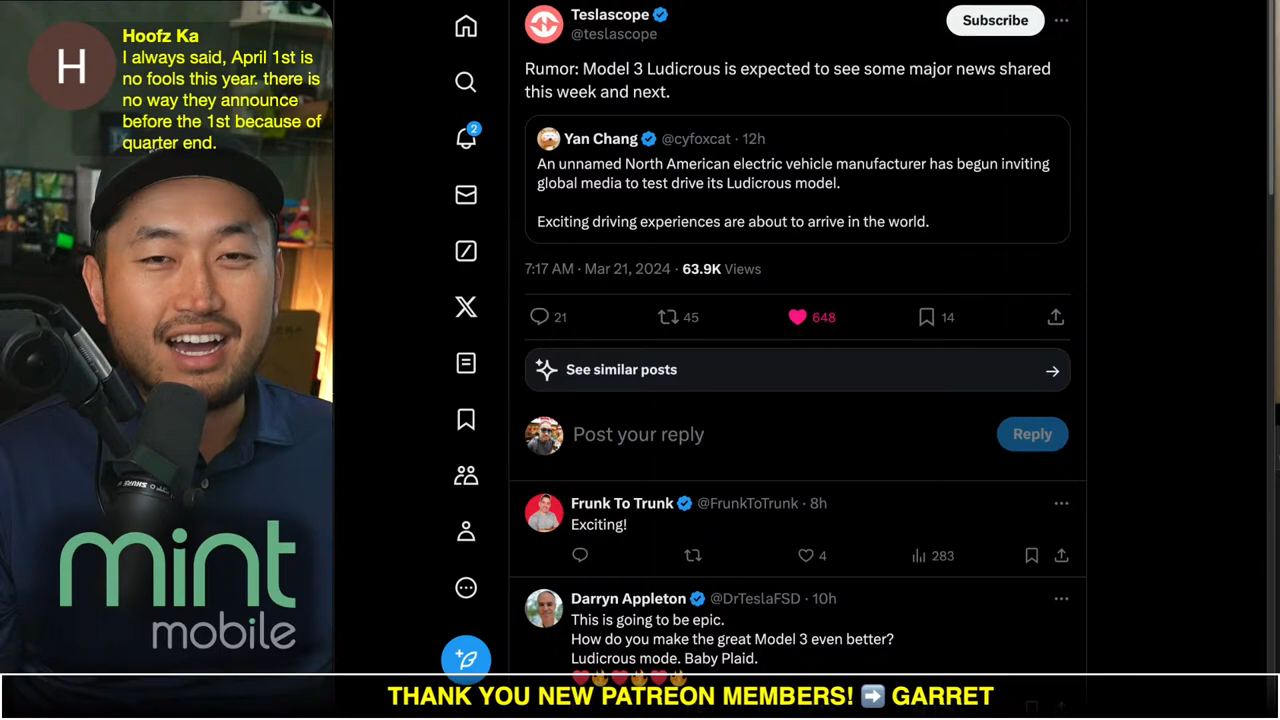 H
Hoofz Ka
I always said, April 1st is
no fools this year. there is
no way they announce
before the 1st because of
quarter end.
SHURE
mint
mobile
2
Teslascope
@teslascope
Subscribe
Rumor: Model 3 Ludicrous is expected to see some major news shared
this week and next.
Yan Chang @cyfoxcat · 12h
An unnamed North American electric vehicle manufacturer has begun inviting
global media to test drive its Ludicrous model.
Exciting driving experiences are about to arrive in the world.
7:17 AM · Mar 21, 2024 · 63.9K Views
21 45 648 14
See similar posts
Post your reply Reply
Frunk To Trunk @FrunkToTrunk · 8h
Exciting!
4 283
Darryn Appleton @DrTeslaFSD · 10h
This is going to be epic.
How do you make the great Model 3 even better?
Ludicrous mode. Baby Plaid.
❤️🔥❤️🔥❤️🔥
THANK YOU NEW PATREON MEMBERS! ➡️ GARRET